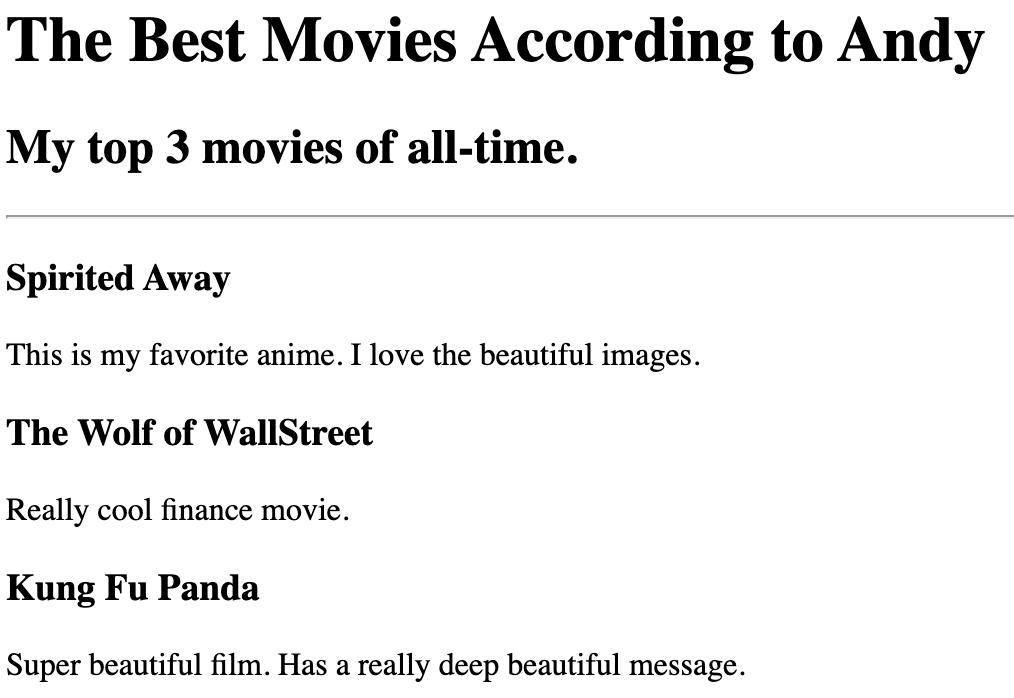 The Best Movies According to Andy
My top 3 movies of all-time.
Spirited Away
This is my favorite anime. I love the beautiful images.
The Wolf of WallStreet
Really cool finance movie.
Kung Fu Panda
Super beautiful film. Has a really deep beautiful message.